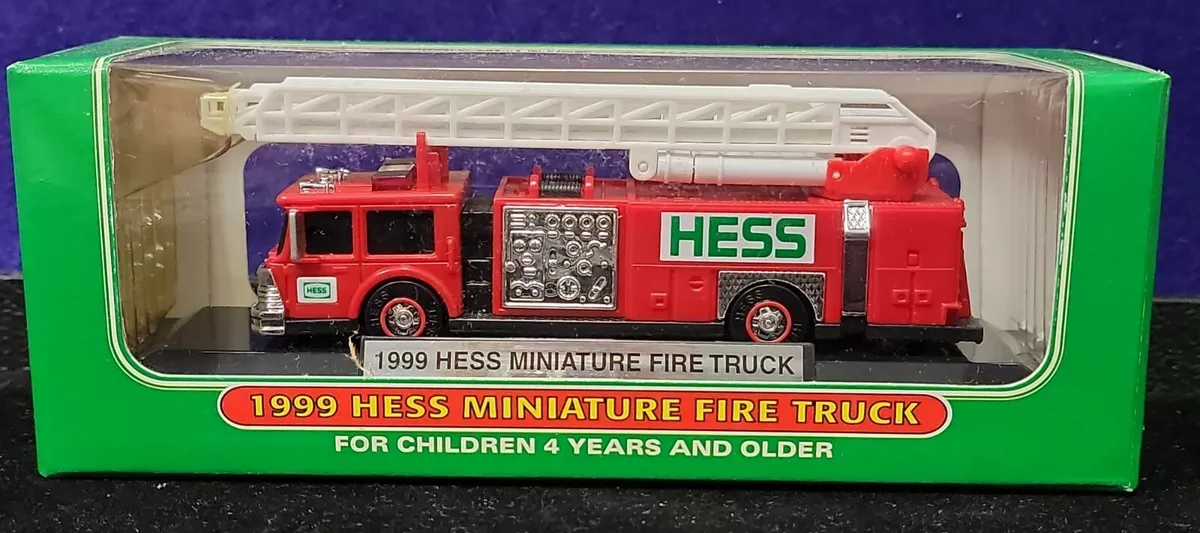 HESS
HESS
1999 HESS MINIATURE FIRE TRUCK
1999 HESS MINIATURE FIRE TRUCK
FOR CHILDREN 4 YEARS AND OLDER